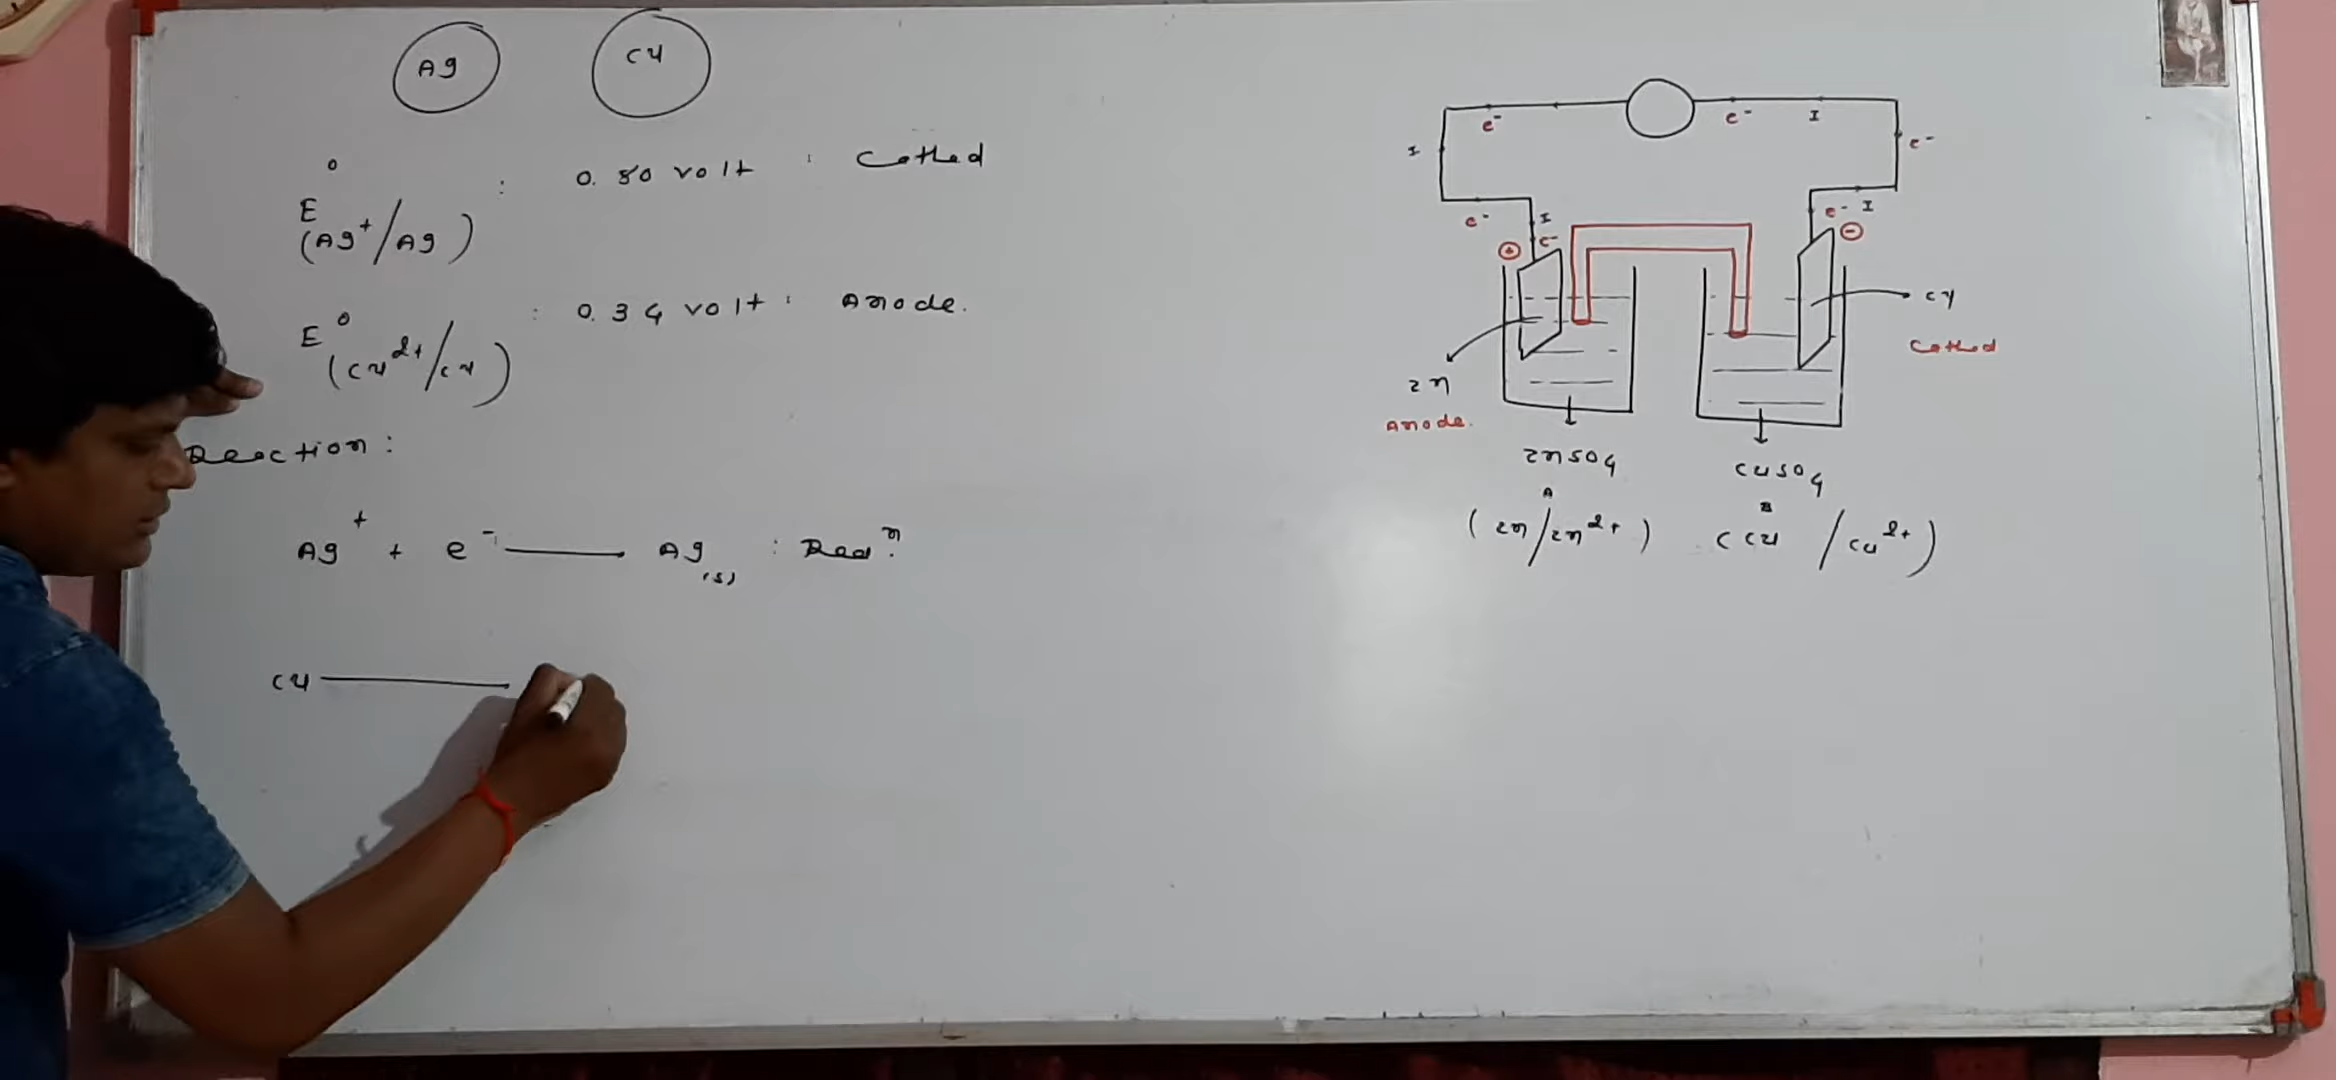 Ag
Cu
E°(Ag⁺/Ag) : 0.80 volt : Cathod
E°(Cu²⁺/Cu) : 0.34 volt : Anode.
Reaction :
Ag⁺ + e⁻ ⟶ Ag(s) : Redⁿ.
Cu ⟶
e⁻ e⁻ I
I e⁻
e⁻ I e⁻ I
+ e⁻ −
Cu
Cathod
Zn
Anode.
ZnSO4 CuSO4
A B
(Zn/Zn²⁺) (Cu/Cu²⁺)